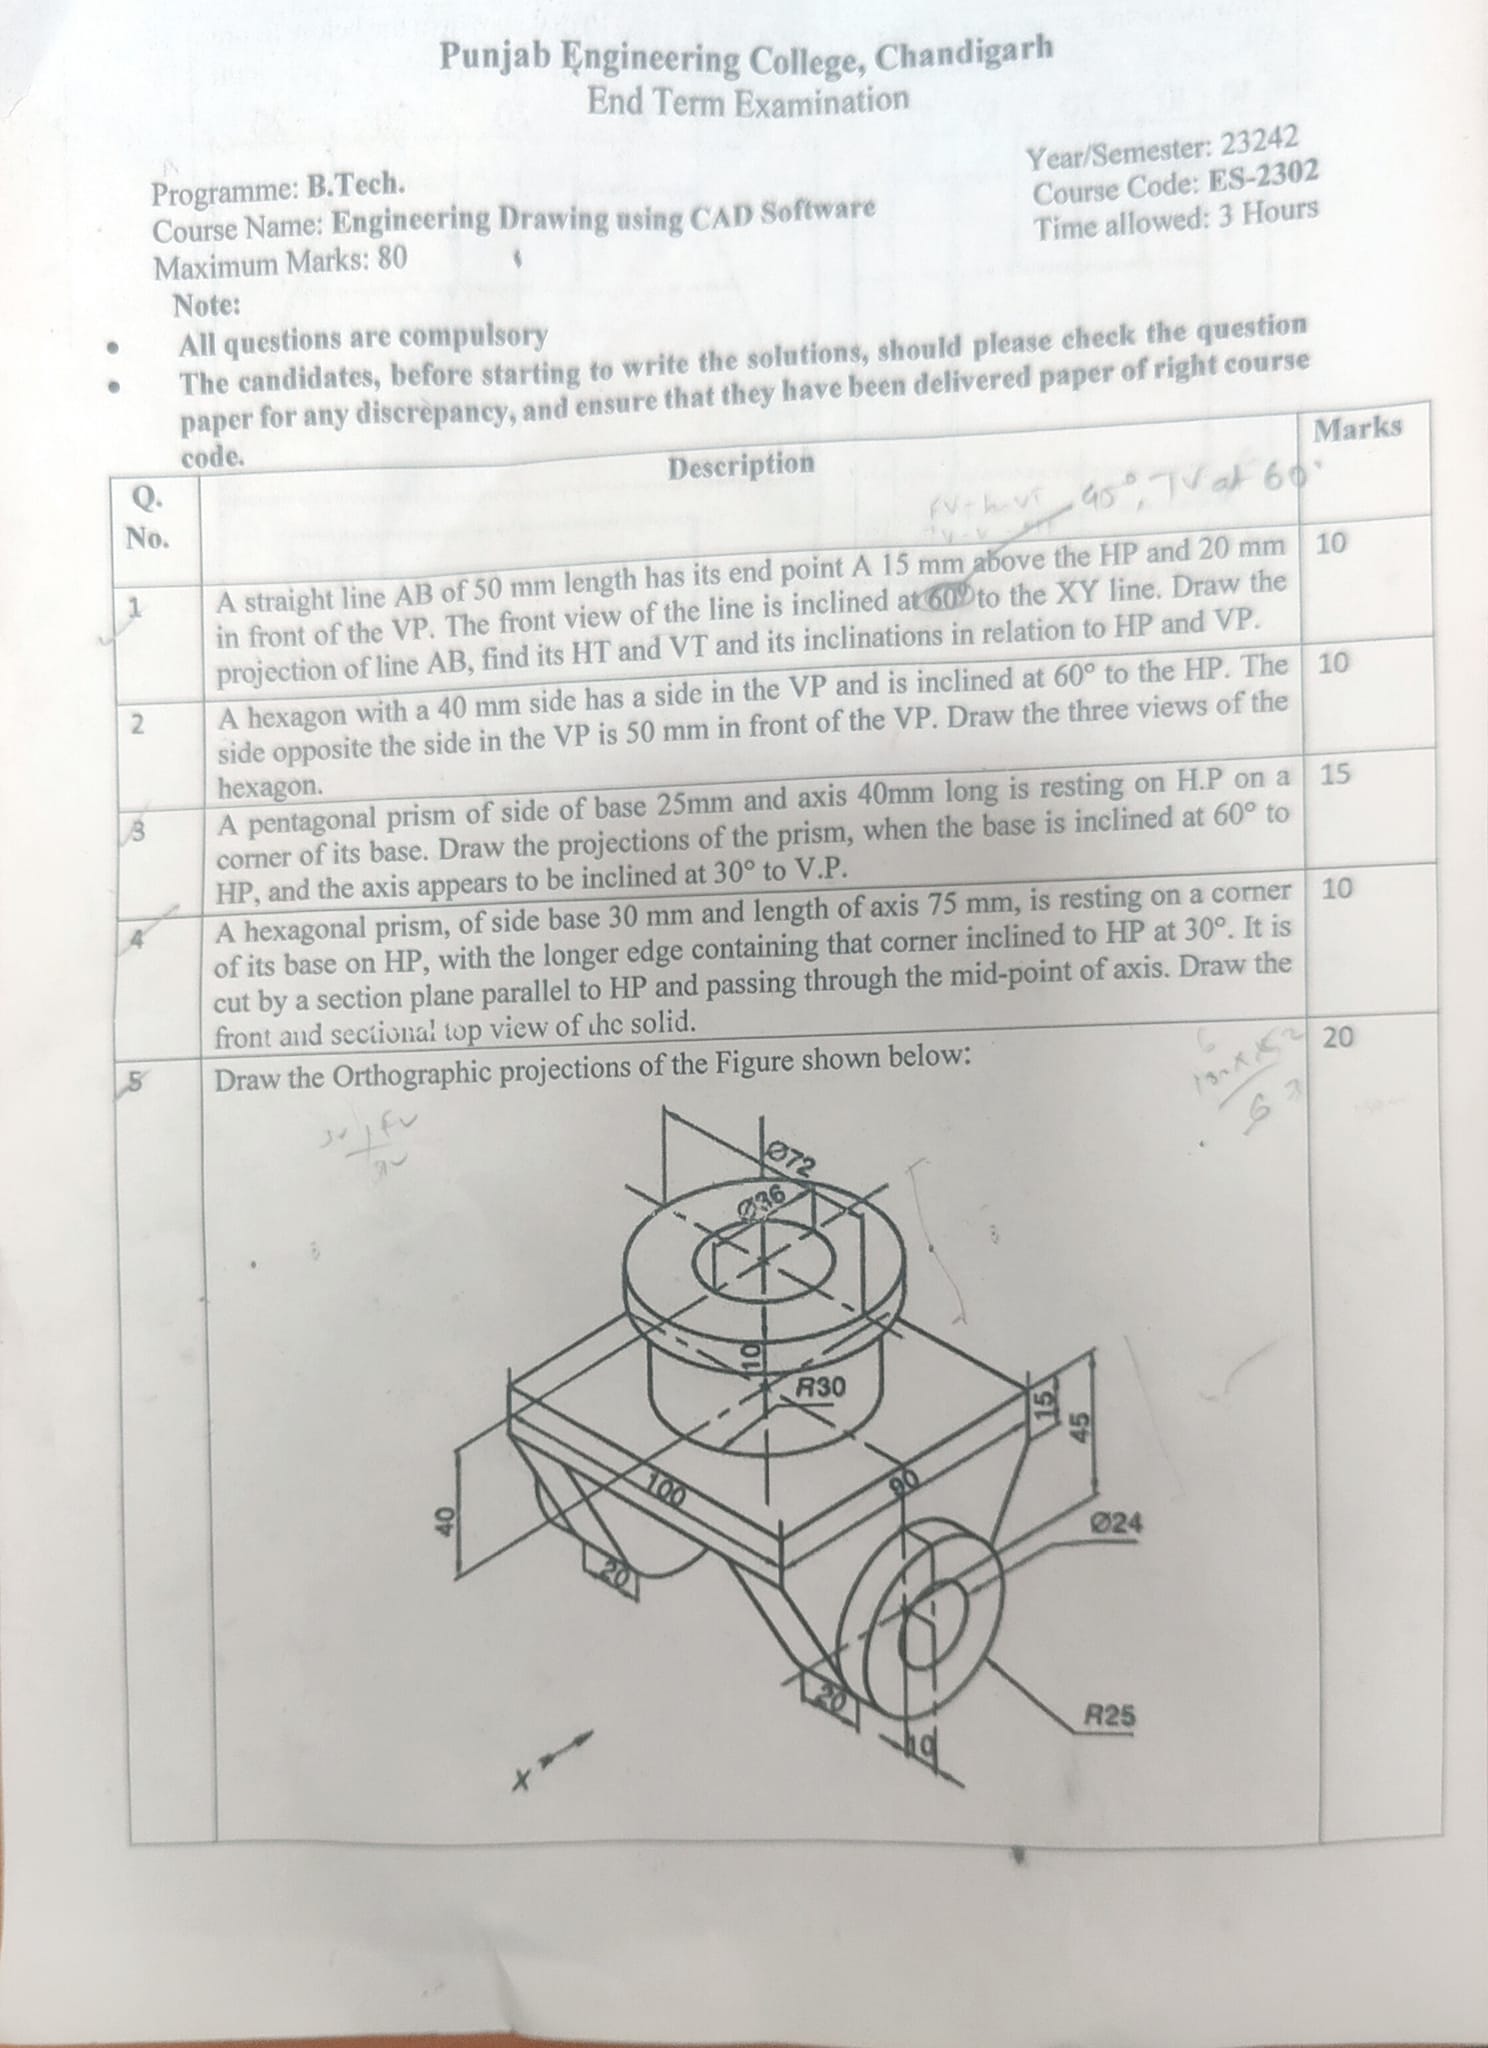 Punjab Engineering College, Chandigarh
End Term Examination
Programme: B.Tech.
Year/Semester: 23242
Course Name: Engineering Drawing using CAD Software
Course Code: ES-2302
Maximum Marks: 80
Time allowed: 3 Hours
Note:
• All questions are compulsory
• The candidates, before starting to write the solutions, should please check the question
paper for any discrepancy, and ensure that they have been delivered paper of right course
code.
Q. No.
Description
Marks
45°, TV at 60°
1
A straight line AB of 50 mm length has its end point A 15 mm above the HP and 20 mm
in front of the VP. The front view of the line is inclined at 60° to the XY line. Draw the
projection of line AB, find its HT and VT and its inclinations in relation to HP and VP.
10
2
A hexagon with a 40 mm side has a side in the VP and is inclined at 60° to the HP. The
side opposite the side in the VP is 50 mm in front of the VP. Draw the three views of the
hexagon.
10
3
A pentagonal prism of side of base 25mm and axis 40mm long is resting on H.P on a
corner of its base. Draw the projections of the prism, when the base is inclined at 60° to
HP, and the axis appears to be inclined at 30° to V.P.
15
4
A hexagonal prism, of side base 30 mm and length of axis 75 mm, is resting on a corner
of its base on HP, with the longer edge containing that corner inclined to HP at 30°. It is
cut by a section plane parallel to HP and passing through the mid-point of axis. Draw the
front and sectional top view of the solid.
10
5
Draw the Orthographic projections of the Figure shown below:
20
Ø72
Ø36
10
R30
15
45
100
90
40
Ø24
20
20
R25
10
X